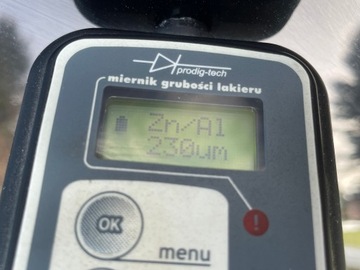 prodig-tech
miernik grubości lakieru
Zn/Al
230um
!
OK
menu